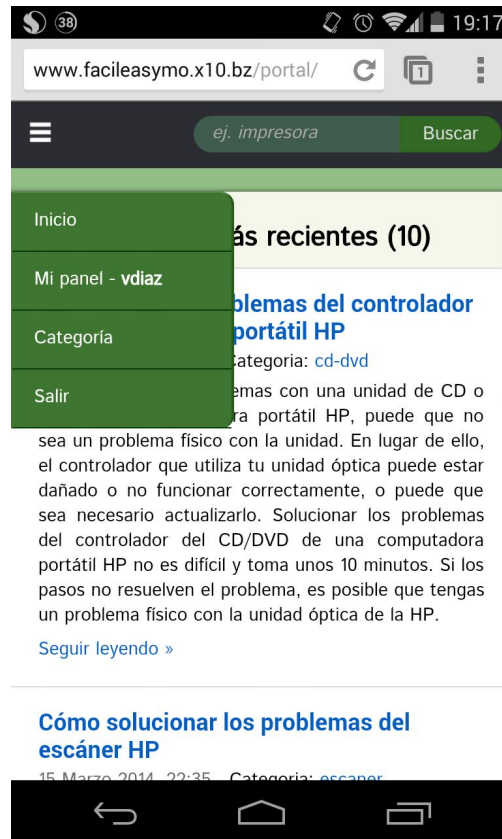 38
19:17
www.facileasymo.x10.bz/portal/
1
ej. impresora
Buscar
Inicio
Mi panel - vdiaz
Categoría
Salir
ás recientes (10)
blemas del controlador
portátil HP
Categoria: cd-dvd
emas con una unidad de CD o
ra portátil HP, puede que no
sea un problema físico con la unidad. En lugar de ello,
el controlador que utiliza tu unidad óptica puede estar
dañado o no funcionar correctamente, o puede que
sea necesario actualizarlo. Solucionar los problemas
del controlador del CD/DVD de una computadora
portátil HP no es difícil y toma unos 10 minutos. Si los
pasos no resuelven el problema, es posible que tengas
un problema físico con la unidad óptica de la HP.
Seguir leyendo »
Cómo solucionar los problemas del
escáner HP
15 Marzo 2014, 22:35 Categoria: escaner